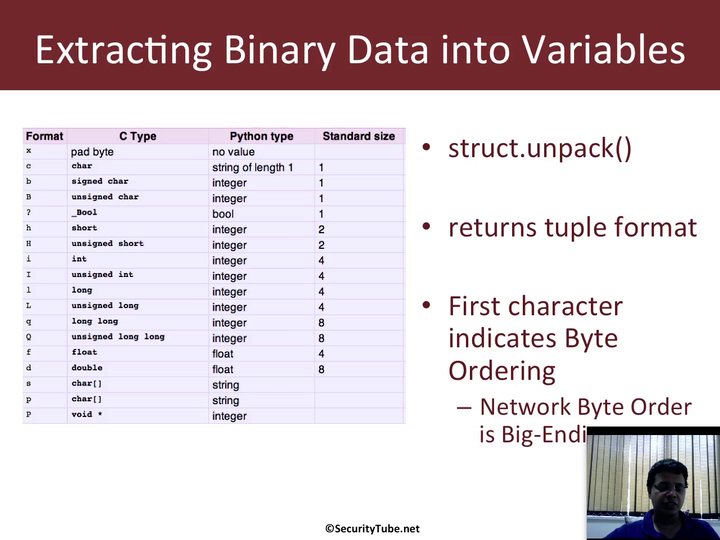 Extracting Binary Data into Variables
Format C Type Python type Standard size
x pad byte no value
c char string of length 1 1
b signed char integer 1
B unsigned char integer 1
? _Bool bool 1
h short integer 2
H unsigned short integer 2
i int integer 4
I unsigned int integer 4
l long integer 4
L unsigned long integer 4
q long long integer 8
Q unsigned long long integer 8
f float float 4
d double float 8
s char[] string
p char[] string
P void * integer
• struct.unpack()
• returns tuple format
• First character
indicates Byte
Ordering
– Network Byte Order
is Big-Endi
©SecurityTube.net